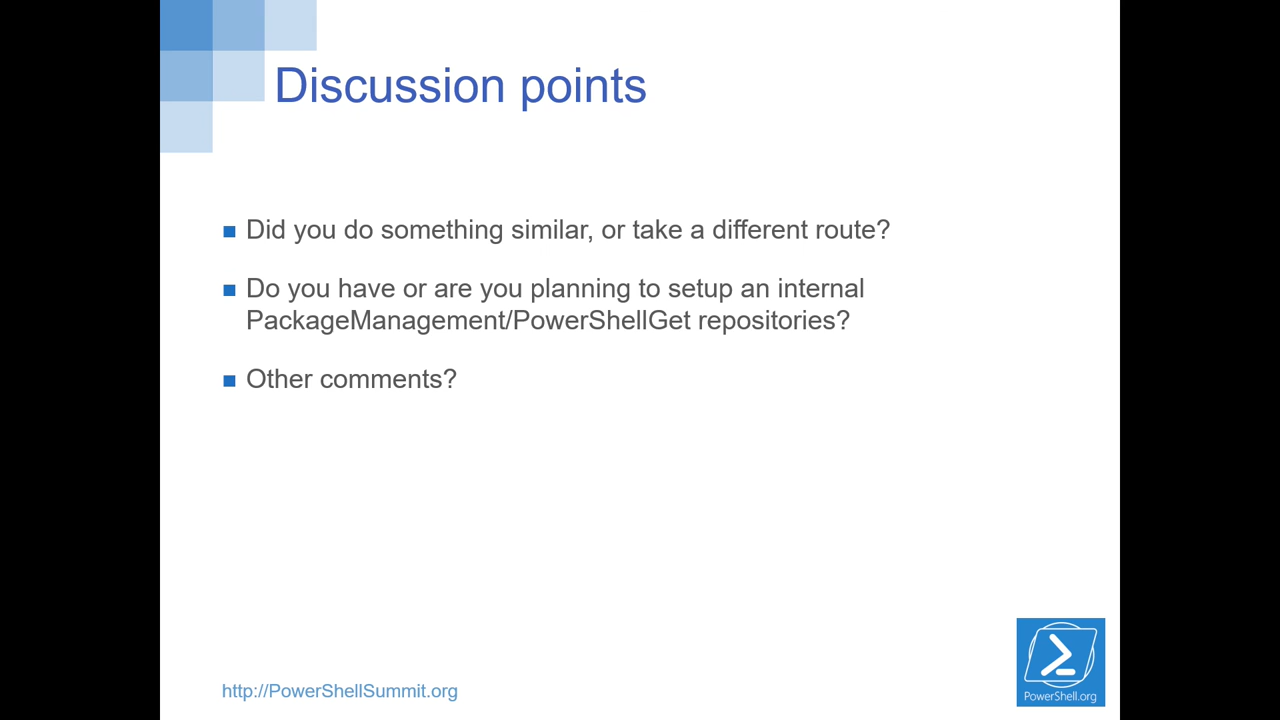 Discussion points
Did you do something similar, or take a different route?
Do you have or are you planning to setup an internal
PackageManagement/PowerShellGet repositories?
Other comments?
http://PowerShellSummit.org
PowerShell.org